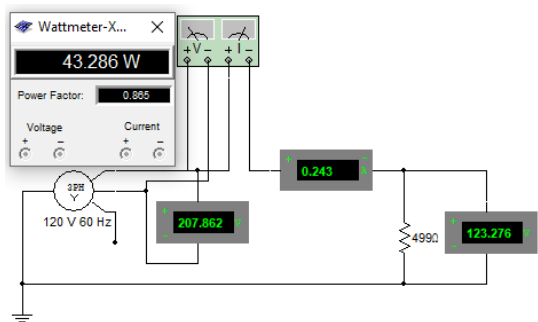 Wattmeter-X...
43.286 W
Power Factor:
0.865
Voltage
Current
+ − + −
+ V − + I −
3PH
Y
120 V 60 Hz
+ −
0.243
A
+
−
207.862
V
499Ω
+
−
123.276
V